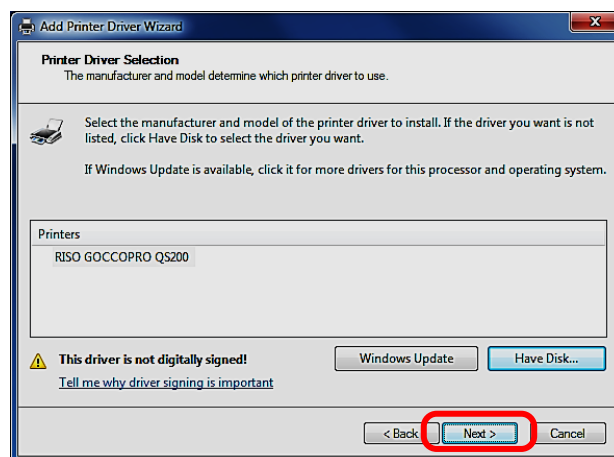 Add Printer Driver Wizard
Printer Driver Selection
The manufacturer and model determine which printer driver to use.
Select the manufacturer and model of the printer driver to install. If the driver you want is not
listed, click Have Disk to select the driver you want.
If Windows Update is available, click it for more drivers for this processor and operating system.
Printers
RISO GOCCOPRO QS200
This driver is not digitally signed!
Tell me why driver signing is important
Windows Update
Have Disk...
< Back
Next >
Cancel